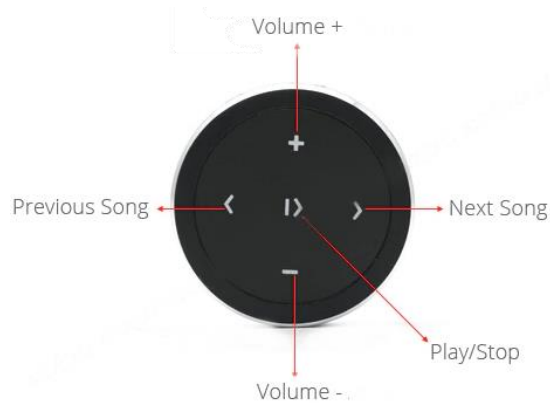 Volume +
Previous Song
Next Song
Play/Stop
Volume -